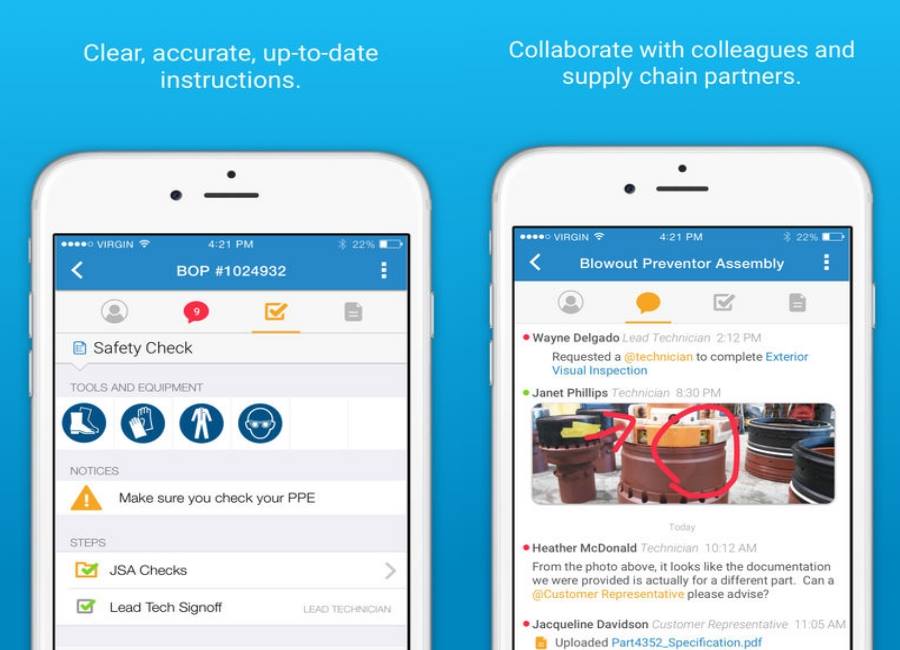 Clear, accurate, up-to-date
instructions.
VIRGIN 4:21 PM 22%
BOP #1024932
9
Safety Check
TOOLS AND EQUIPMENT
NOTICES
Make sure you check your PPE
STEPS
JSA Checks
Lead Tech Signoff LEAD TECHNICIAN
Collaborate with colleagues and
supply chain partners.
VIRGIN 4:21 PM 22%
Blowout Preventor Assembly
Wayne Delgado Lead Technician 2:12 PM
Requested a @technician to complete Exterior
Visual Inspection
Janet Phillips Technician 8:30 PM
Today
Heather McDonald Technician 10:12 AM
From the photo above, it looks like the documentation
we were provided is actually for a different part. Can a
@Customer Representative please advise?
Jacqueline Davidson Customer Representative 11:05 AM
Uploaded Part4352_Specification.pdf